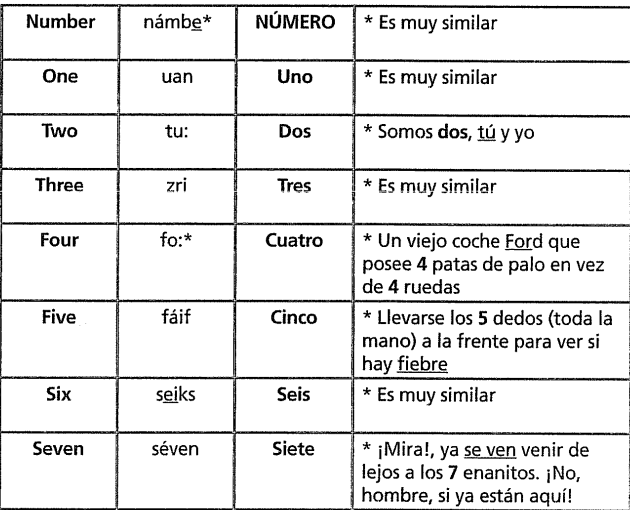 Number námbe* NÚMERO * Es muy similar
One uan Uno * Es muy similar
Two tu: Dos * Somos dos, tú y yo
Three zri Tres * Es muy similar
Four fo:* Cuatro * Un viejo coche Ford que
posee 4 patas de palo en vez
de 4 ruedas
Five fáif Cinco * Llevarse los 5 dedos (toda la
mano) a la frente para ver si
hay fiebre
Six seiks Seis * Es muy similar
Seven séven Siete * ¡Mira!, ya se ven venir de
lejos a los 7 enanitos. ¡No,
hombre, si ya están aquí!